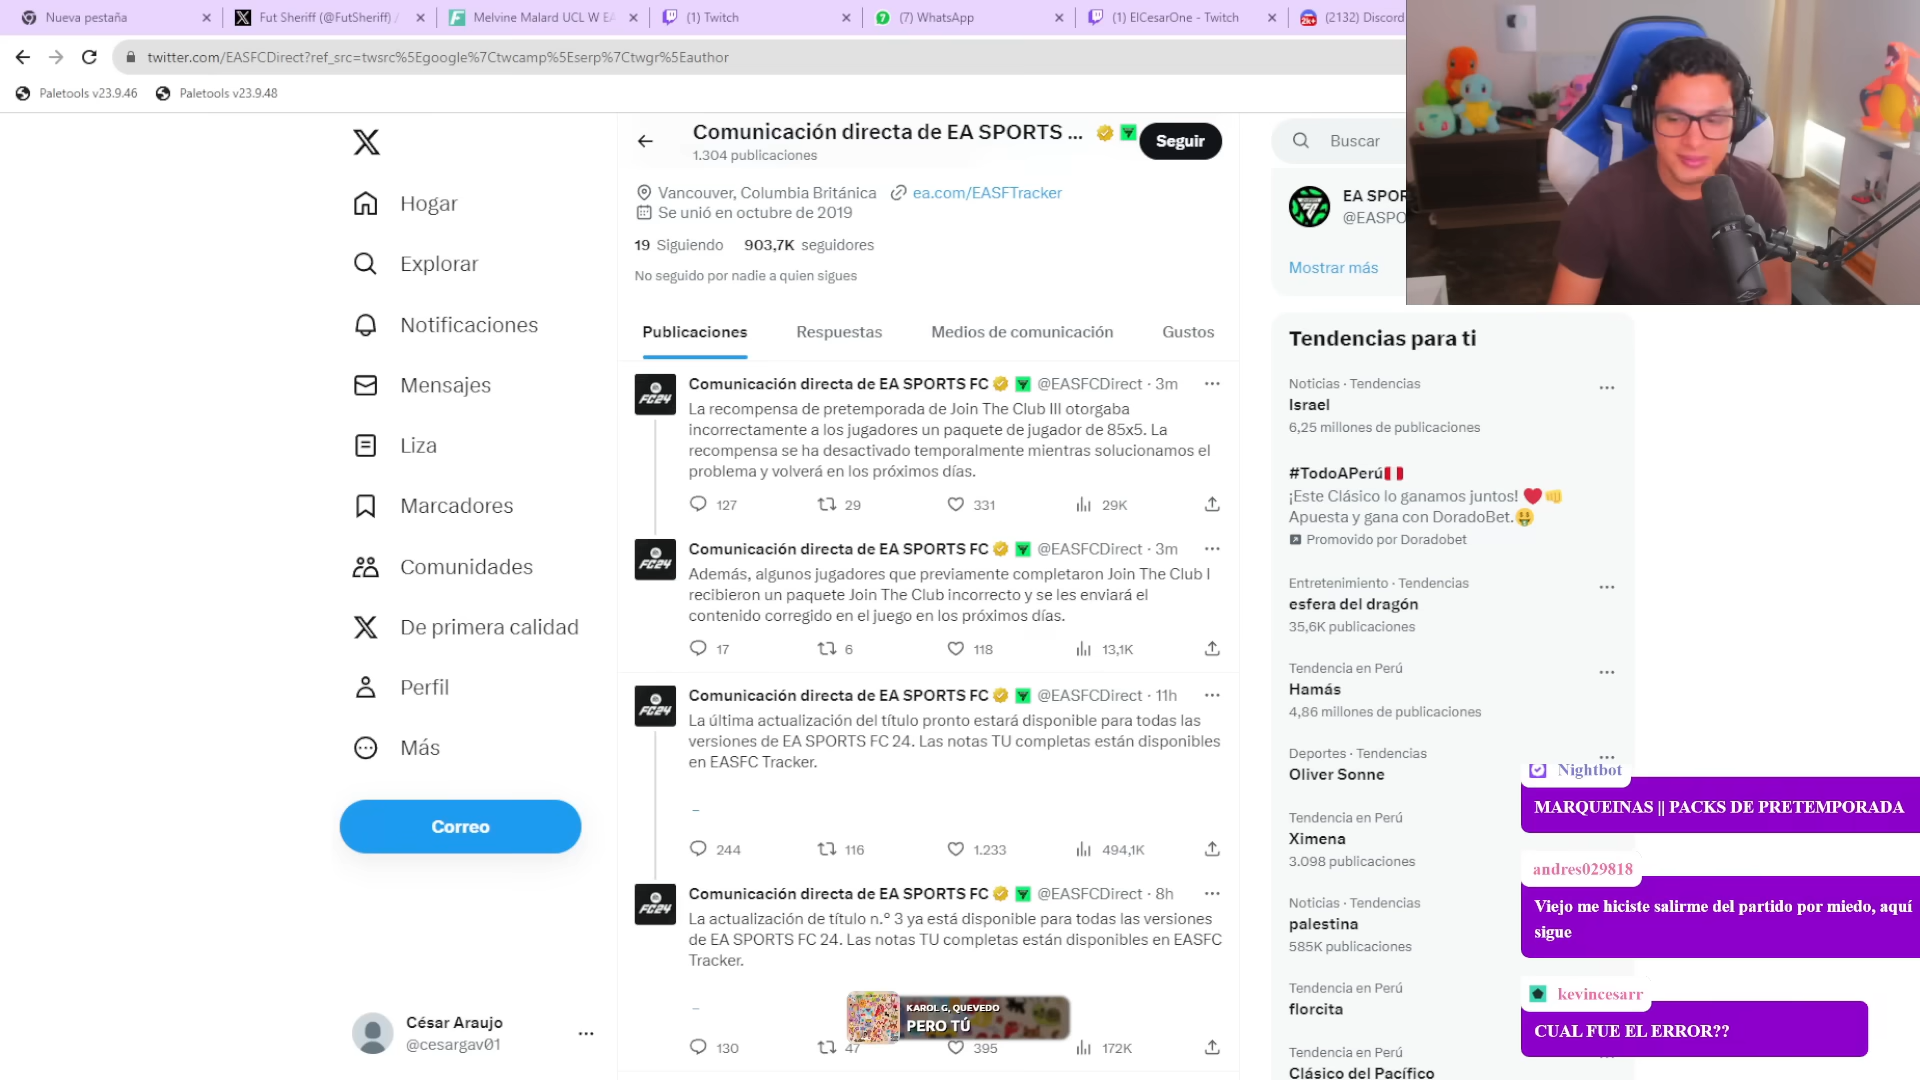 Nueva pestaña
Fut Sheriff (@FutSheriff) /
Melvine Malard UCL W EA
(1) Twitch
(7) WhatsApp
(1) ElCesarOne - Twitch
(2132) Discord
twitter.com/EASFCDirect?ref_src=twsrc%5Egoogle%7Ctwcamp%5Eserp%7Ctwgr%5Eauthor
Paletools v23.9.46
Paletools v23.9.48
Hogar
Explorar
Notificaciones
Mensajes
Liza
Marcadores
Comunidades
De primera calidad
Perfil
Más
Correo
César Araujo
@cesargav01
Comunicación directa de EA SPORTS ...
1.304 publicaciones
Seguir
Vancouver, Columbia Británica
ea.com/EASFTracker
Se unió en octubre de 2019
19 Siguiendo
903,7K seguidores
No seguido por nadie a quien sigues
Publicaciones
Respuestas
Medios de comunicación
Gustos
FC24
Comunicación directa de EA SPORTS FC @EASFCDirect · 3m
La recompensa de pretemporada de Join The Club III otorgaba
incorrectamente a los jugadores un paquete de jugador de 85x5. La
recompensa se ha desactivado temporalmente mientras solucionamos el
problema y volverá en los próximos días.
127
29
331
29K
FC24
Comunicación directa de EA SPORTS FC @EASFCDirect · 3m
Además, algunos jugadores que previamente completaron Join The Club I
recibieron un paquete Join The Club incorrecto y se les enviará el
contenido corregido en el juego en los próximos días.
17
6
118
13,1K
FC24
Comunicación directa de EA SPORTS FC @EASFCDirect · 11h
La última actualización del título pronto estará disponible para todas las
versiones de EA SPORTS FC 24. Las notas TU completas están disponibles
en EASFC Tracker.
244
116
1.233
494,1K
FC24
Comunicación directa de EA SPORTS FC @EASFCDirect · 8h
La actualización de título n.º 3 ya está disponible para todas las versiones
de EA SPORTS FC 24. Las notas TU completas están disponibles en EASFC
Tracker.
130
47
395
172K
KAROL G, QUEVEDO
PERO TÚ
Buscar
EA SPOR
@EASPO
Mostrar más
Tendencias para ti
Noticias · Tendencias
Israel
6,25 millones de publicaciones
#TodoAPerú
¡Este Clásico lo ganamos juntos!
Apuesta y gana con DoradoBet.
Promovido por Doradobet
Entretenimiento · Tendencias
esfera del dragón
35,6K publicaciones
Tendencia en Perú
Hamás
4,86 millones de publicaciones
Deportes · Tendencias
Oliver Sonne
Tendencia en Perú
Ximena
3.098 publicaciones
Noticias · Tendencias
palestina
585K publicaciones
Tendencia en Perú
florcita
Tendencia en Perú
Clásico del Pacífico
Nightbot
MARQUEINAS || PACKS DE PRETEMPORADA
andres029818
Viejo me hiciste salirme del partido por miedo, aquí
sigue
kevincesarr
CUAL FUE EL ERROR??